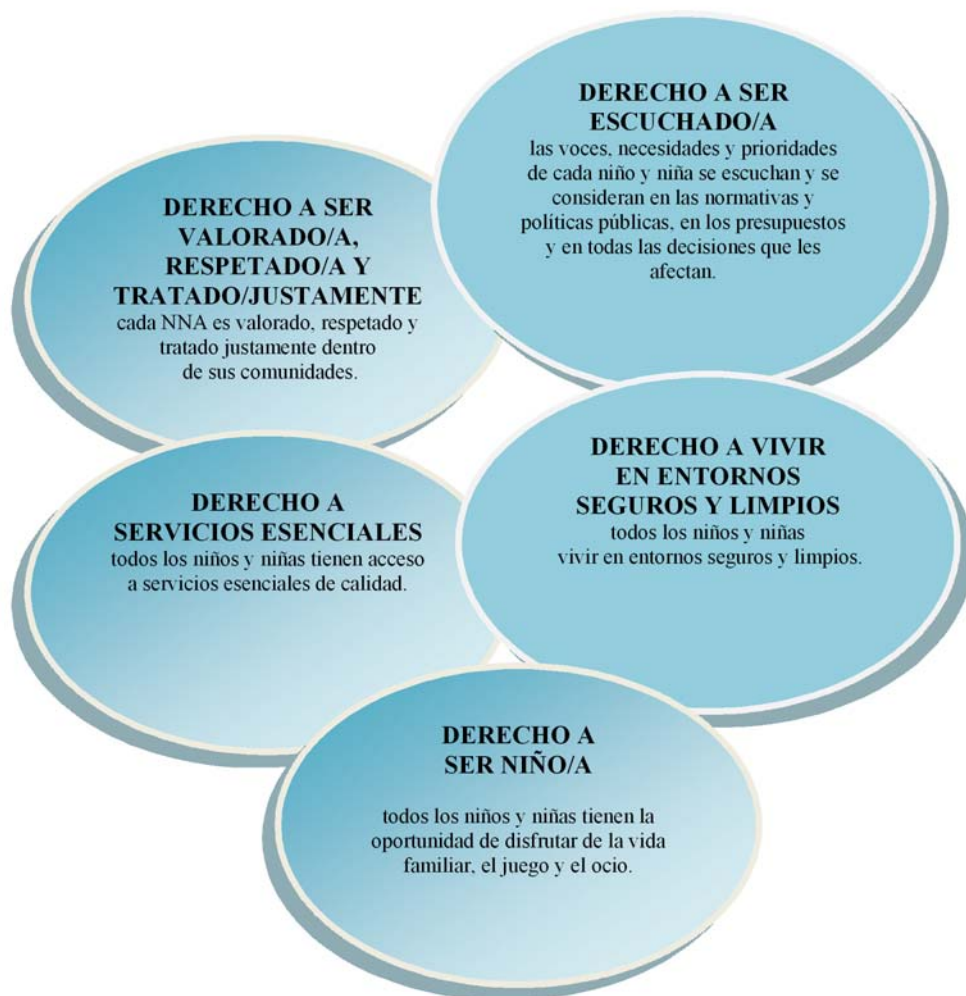 DERECHO A SER
VALORADO/A,
RESPETADO/A Y
TRATADO/JUSTAMENTE
cada NNA es valorado, respetado y
tratado justamente dentro
de sus comunidades.
DERECHO A SER
ESCUCHADO/A
las voces, necesidades y prioridades
de cada niño y niña se escuchan y se
consideran en las normativas y
políticas públicas, en los presupuestos
y en todas las decisiones que les
afectan.
DERECHO A
SERVICIOS ESENCIALES
todos los niños y niñas tienen acceso
a servicios esenciales de calidad.
DERECHO A VIVIR
EN ENTORNOS
SEGUROS Y LIMPIOS
todos los niños y niñas
vivir en entornos seguros y limpios.
DERECHO A
SER NIÑO/A
todos los niños y niñas tienen la
oportunidad de disfrutar de la vida
familiar, el juego y el ocio.